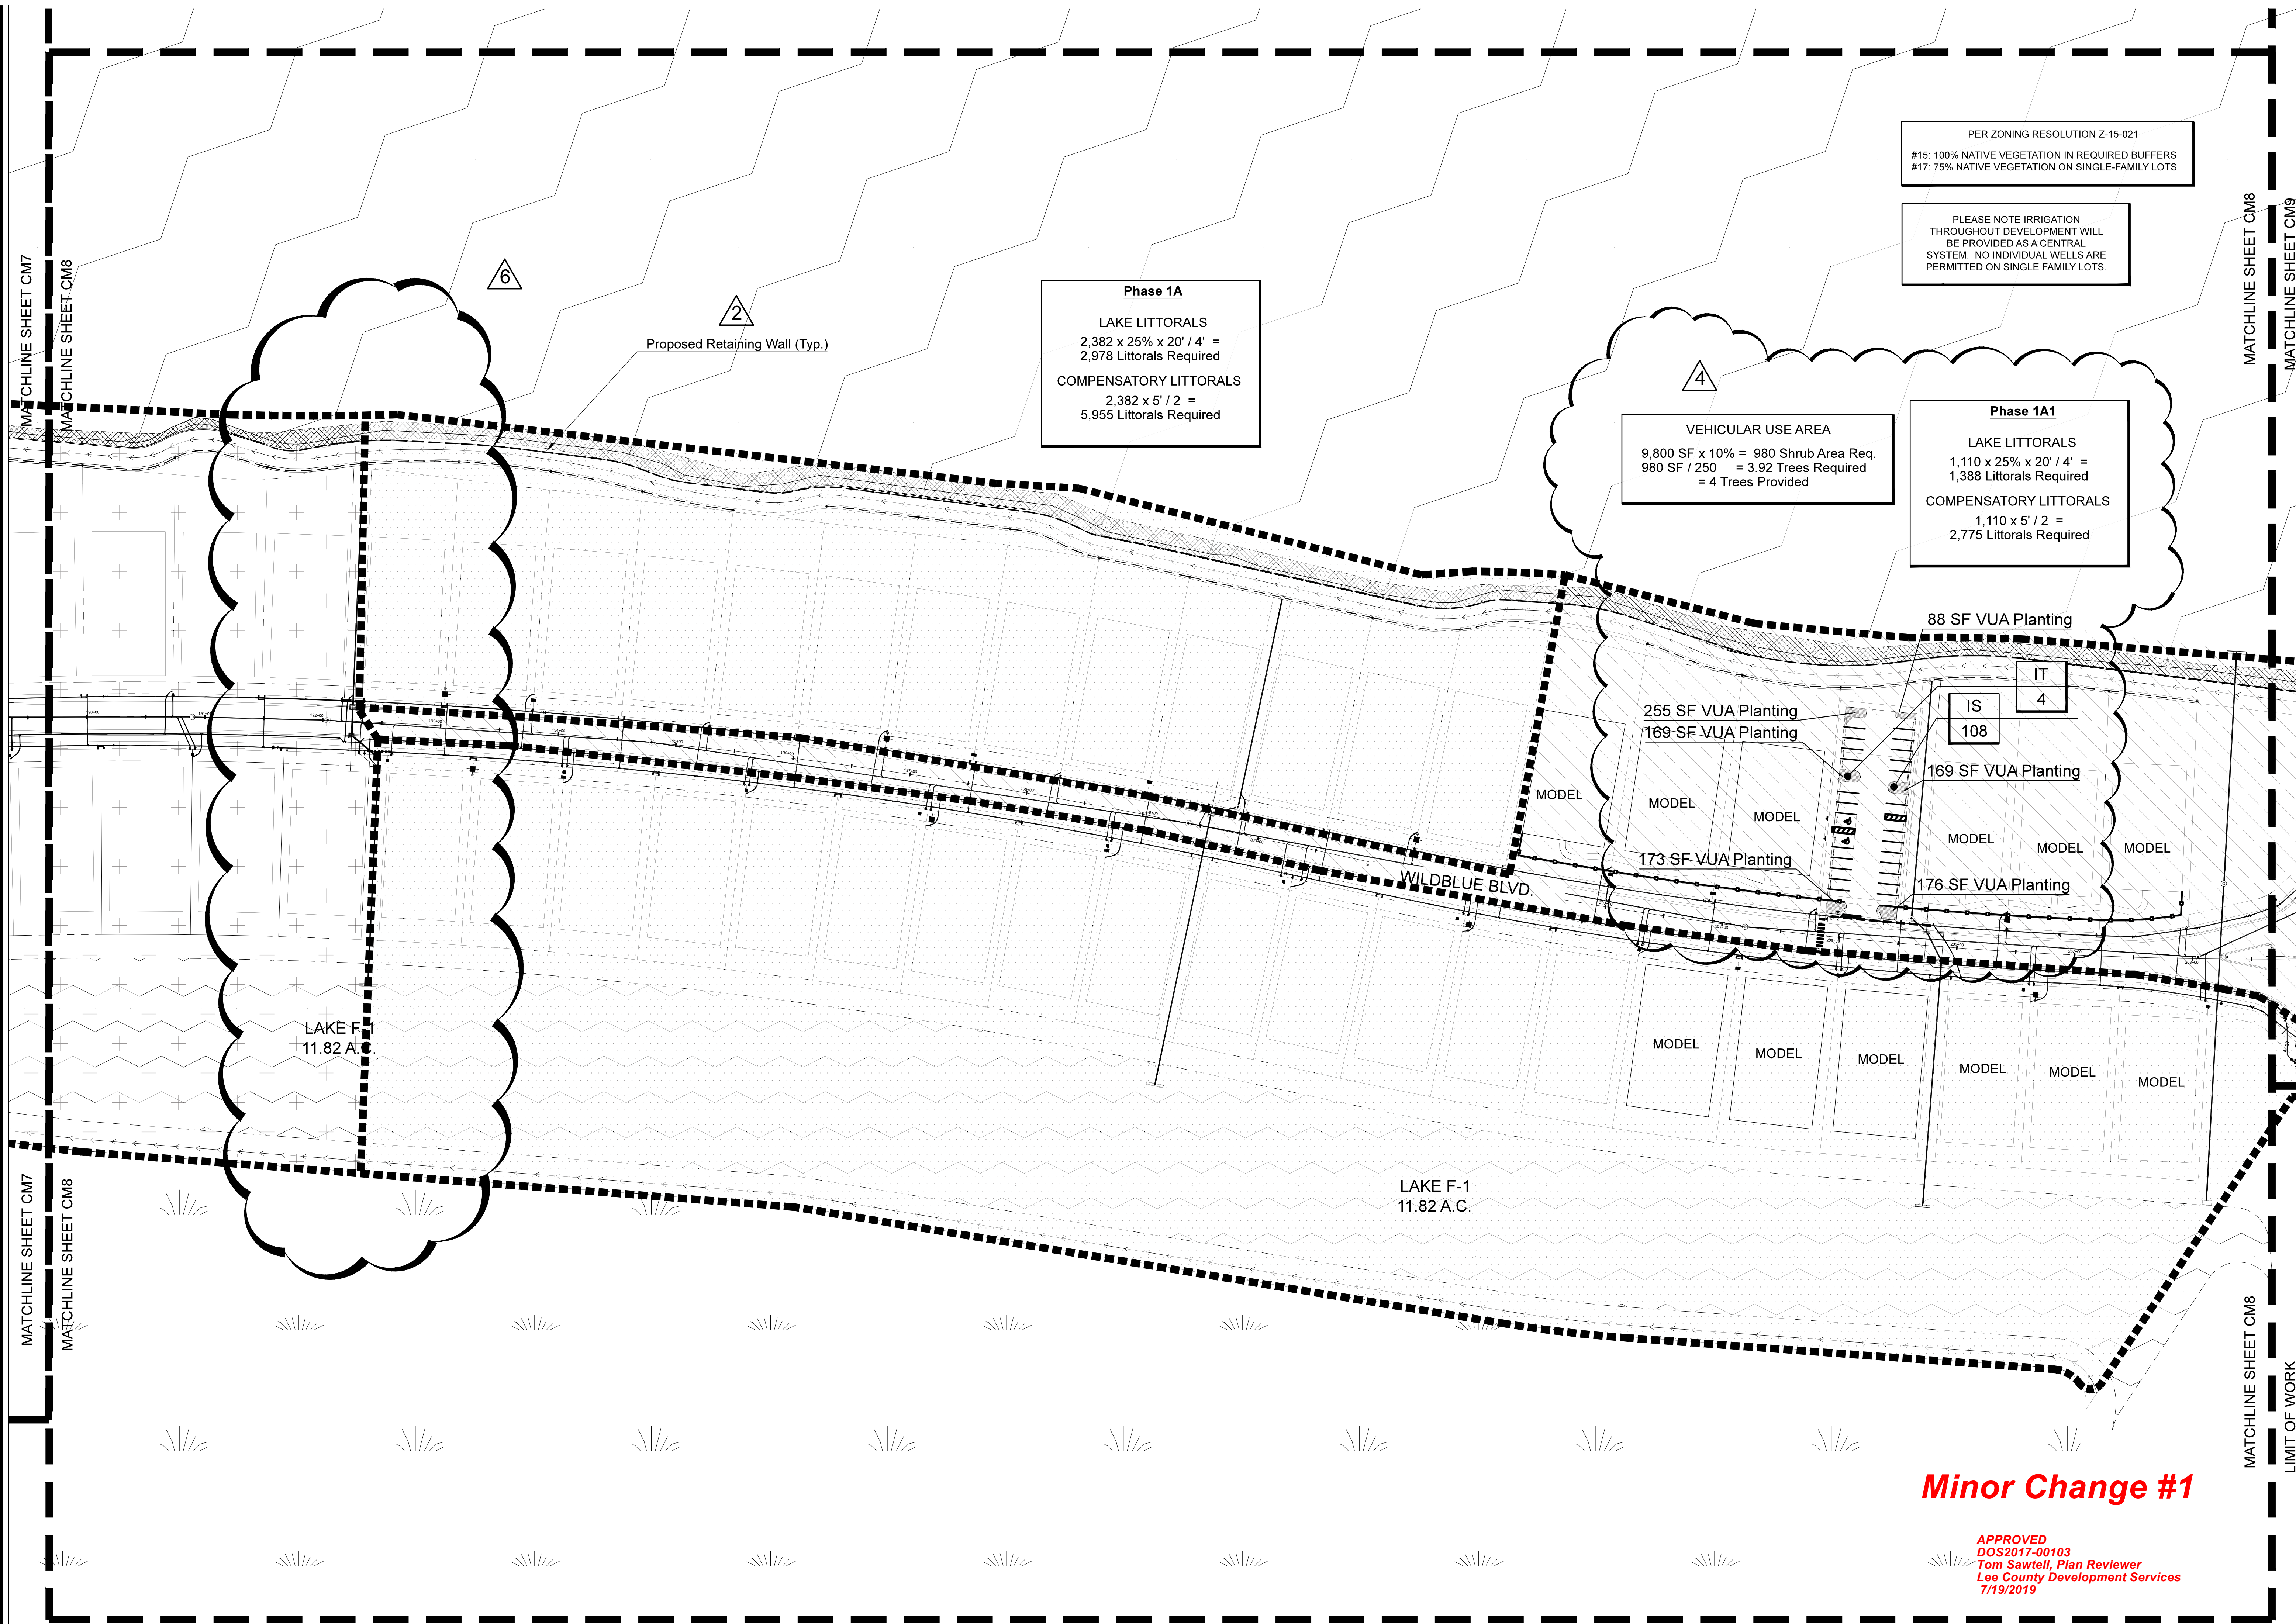 PER ZONING RESOLUTION Z-15-021
#15: 100% NATIVE VEGETATION IN REQUIRED BUFFERS
#17: 75% NATIVE VEGETATION ON SINGLE-FAMILY LOTS
PLEASE NOTE IRRIGATION
THROUGHOUT DEVELOPMENT WILL
BE PROVIDED AS A CENTRAL
SYSTEM. NO INDIVIDUAL WELLS ARE
PERMITTED ON SINGLE FAMILY LOTS.
MATCHLINE SHEET CM7
MATCHLINE SHEET CM8
MATCHLINE SHEET CM8
MATCHLINE SHEET CM9
6
2
Proposed Retaining Wall (Typ.)
Phase 1A
LAKE LITTORALS
2,382 x 25% x 20' / 4' =
2,978 Littorals Required
COMPENSATORY LITTORALS
2,382 x 5' / 2 =
5,955 Littorals Required
4
VEHICULAR USE AREA
9,800 SF x 10% = 980 Shrub Area Req.
980 SF / 250 = 3.92 Trees Required
= 4 Trees Provided
Phase 1A1
LAKE LITTORALS
1,110 x 25% x 20' / 4' =
1,388 Littorals Required
COMPENSATORY LITTORALS
1,110 x 5' / 2 =
2,775 Littorals Required
88 SF VUA Planting
IT
4
IS
108
255 SF VUA Planting
169 SF VUA Planting
169 SF VUA Planting
MODEL
MODEL
MODEL
MODEL
MODEL
MODEL
173 SF VUA Planting
176 SF VUA Planting
WILDBLUE BLVD.
LAKE F-1
11.82 A.C.
MODEL
MODEL
MODEL
MODEL
MODEL
MODEL
LAKE F-1
11.82 A.C.
MATCHLINE SHEET CM7
MATCHLINE SHEET CM8
MATCHLINE SHEET CM8
LIMIT OF WORK
Minor Change #1
APPROVED
DOS2017-00103
Tom Sawtell, Plan Reviewer
Lee County Development Services
7/19/2019